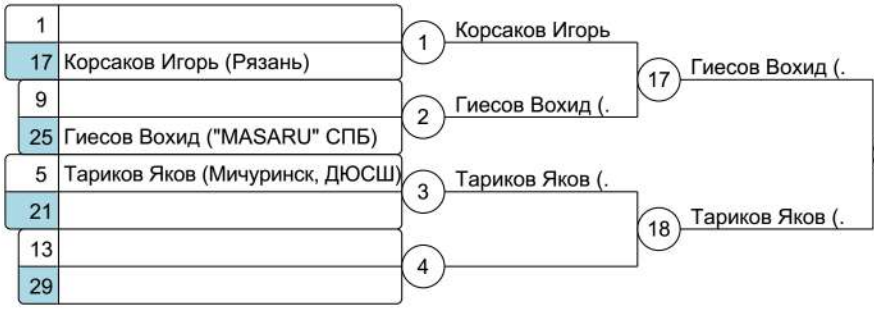 1
17 Корсаков Игорь (Рязань)
9
25 Гиесов Вохид ("MASARU" СПБ)
5 Тариков Яков (Мичуринск, ДЮСШ)
21
13
29
1 Корсаков Игорь
2 Гиесов Вохид (.
3 Тариков Яков (.
4
17 Гиесов Вохид (.
18 Тариков Яков (.